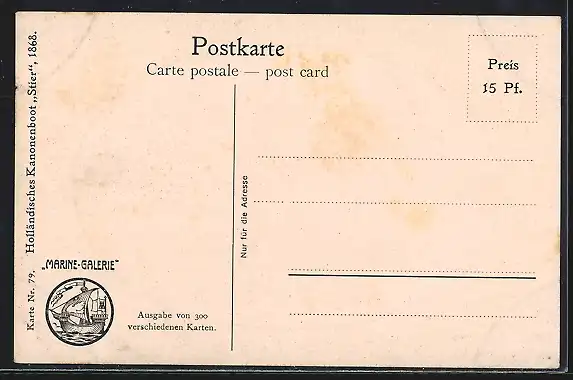 Postkarte
Carte postale — post card
Preis
15 Pf.
Nur für die Adresse
Karte Nr. 79. Holländisches Kanonenboot „Stier“, 1868.
„MARINE-GALERIE“
Ausgabe von 300
verschiedenen Karten.